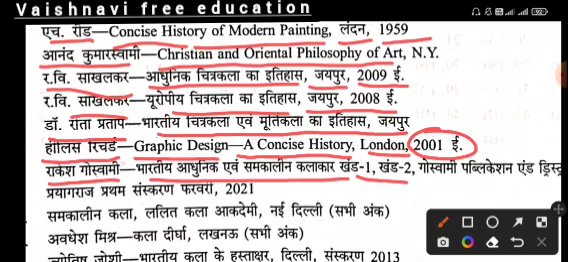 Vaishnavi free education
92
एच. रीड—Concise History of Modern Painting, लंदन, 1959
आनंद कुमारस्वामी—Christian and Oriental Philosophy of Art, N.Y.
र.वि. साखलकर—आधुनिक चित्रकला का इतिहास, जयपुर, 2009 ई.
र.वि. साखलकर—यूरोपीय चित्रकला का इतिहास, जयपुर, 2008 ई.
डॉ. रीता प्रताप—भारतीय चित्रकला एवं मूर्तिकला का इतिहास, जयपुर
हौलिस रिचर्ड—Graphic Design—A Concise History, London, 2001 ई.
राकेश गोस्वामी—भारतीय आधुनिक एवं समकालीन कलाकार खंड-1, खंड-2, गोस्वामी पब्लिकेशन एंड
प्रयागराज प्रथम संस्करण फरवरी, 2021
समकालीन कला, ललित कला आकदेमी, नई दिल्ली (सभी अंक)
अवधेश मिश्र—कला दीर्घा, लखनऊ (सभी अंक)
ज्योतिष जोशी—भारतीय कला के हस्ताक्षर, दिल्ली, संस्करण 2013